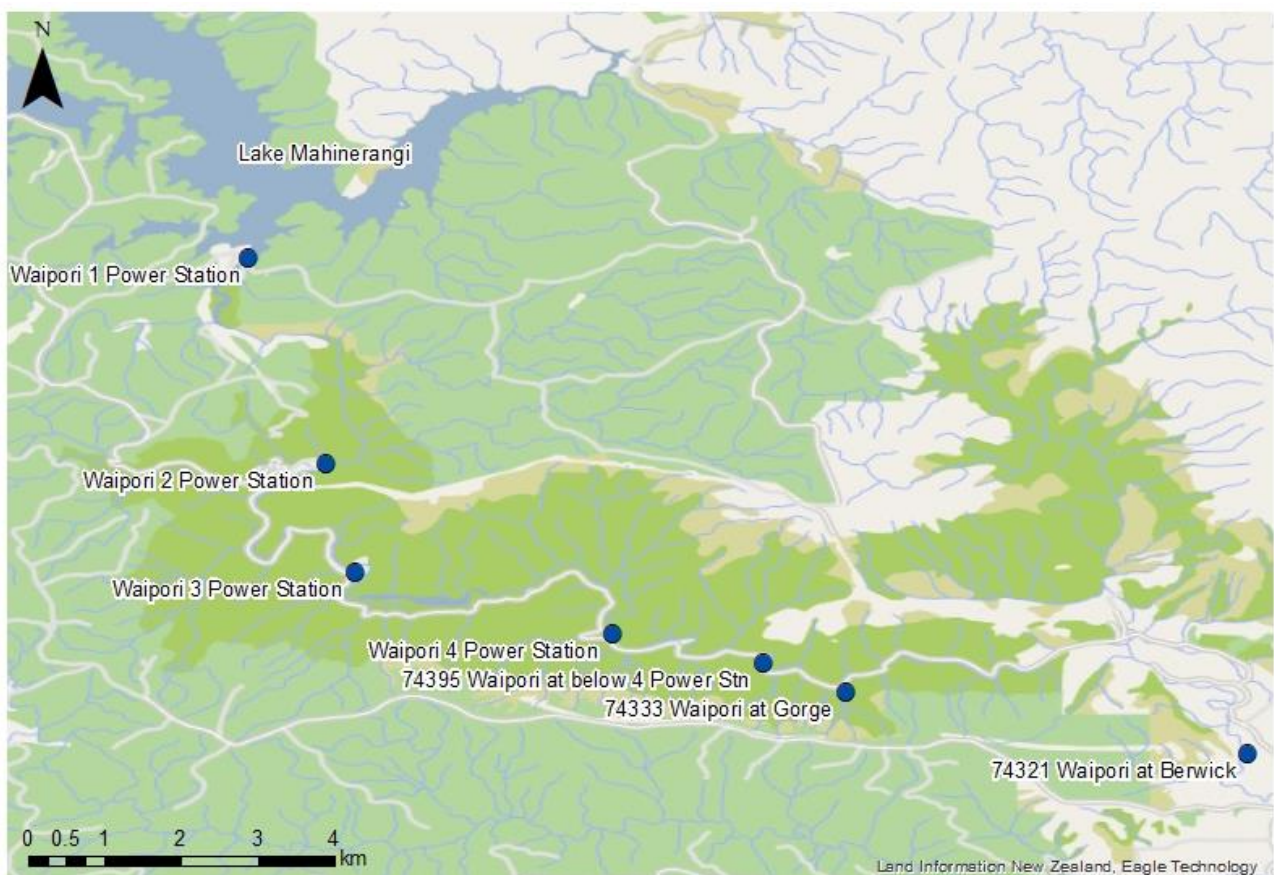 N
Lake Mahinerangi
Waipori 1 Power Station
Waipori 2 Power Station
Waipori 3 Power Station
Waipori 4 Power Station
74395 Waipori at below 4 Power Stn
74333 Waipori at Gorge
74321 Waipori at Berwick
0 0.5 1 2 3 4
km
Land Information New Zealand, Eagle Technology